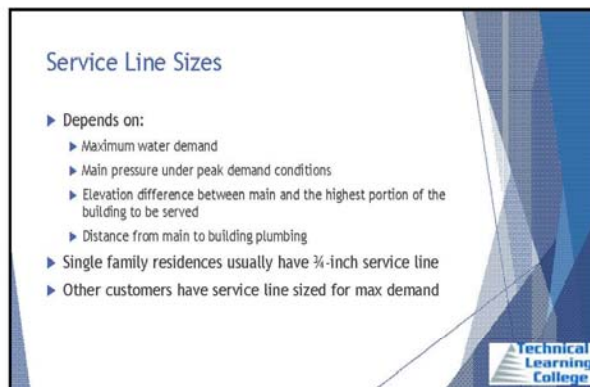 Service Line Sizes
Depends on:
Maximum water demand
Main pressure under peak demand conditions
Elevation difference between main and the highest portion of the
building to be served
Distance from main to building plumbing
Single family residences usually have ¾-inch service line
Other customers have service line sized for max demand
Technical
Learning
College